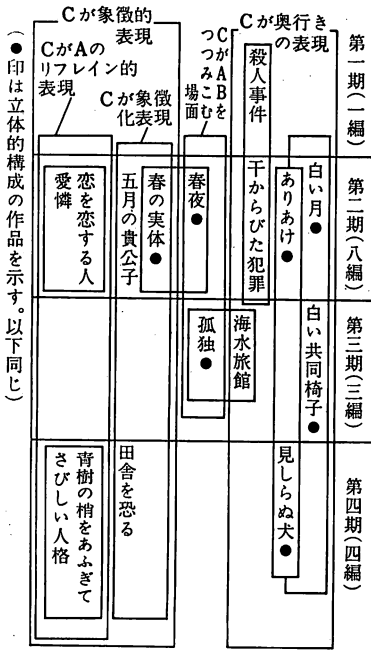 第一期(一編)
第二期(八編)
第三期(三編)
第四期(四編)
Cが奥行き
の表現
白い月●
白い共同椅子●
ありあけ●
見しらぬ犬●
殺人事件
干からびた犯罪
海水旅館
CがABを
つつみこむ
場面
春夜●
孤独●
Cが象徴的
表現
Cが象徴
化表現
春の実体●
五月の貴公子
田舎を恐る
CがAの
リフレイン的
表現
恋を恋する人
愛憐
青樹の梢をあふぎて
さびしい人格
(●印は立体的構成の作品を示す。以下同じ)